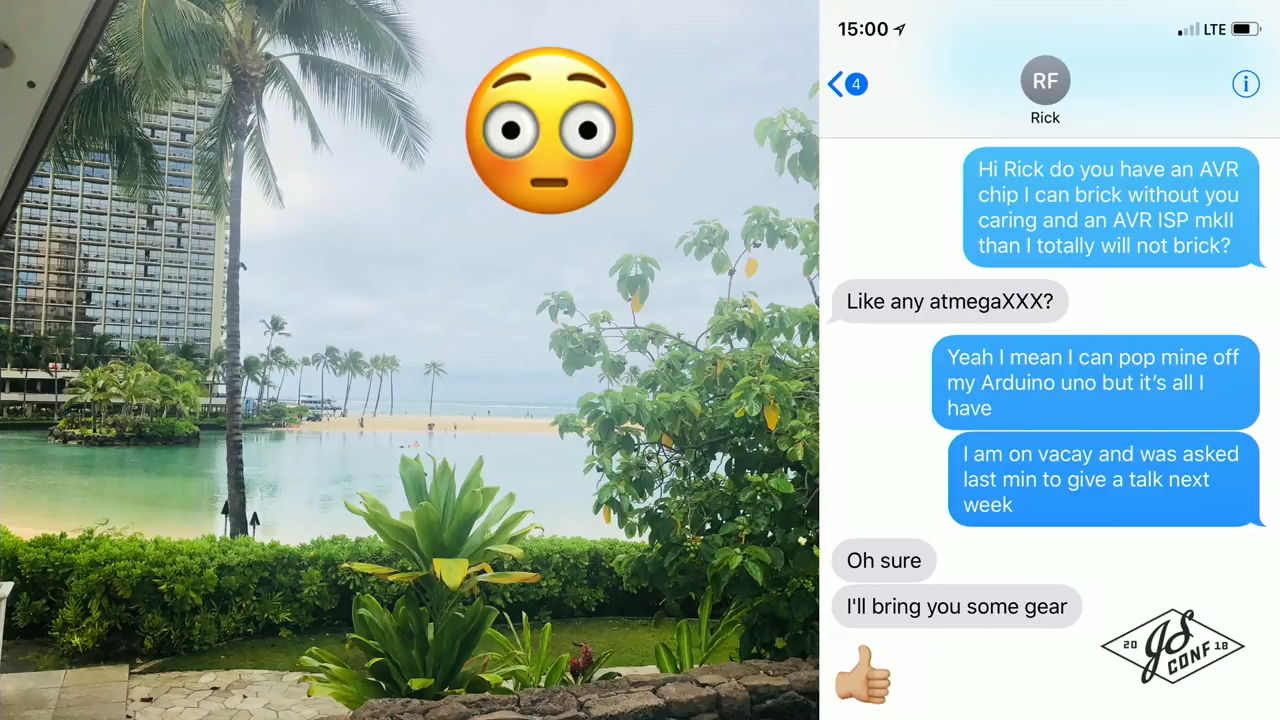 15:00
LTE
4
RF
Rick
Hi Rick do you have an AVR
chip I can brick without you
caring and an AVR ISP mkII
than I totally will not brick?
Like any atmegaXXX?
Yeah I mean I can pop mine off
my Arduino uno but it's all I
have
I am on vacay and was asked
last min to give a talk next
week
Oh sure
I'll bring you some gear
20 JS 18
CONF